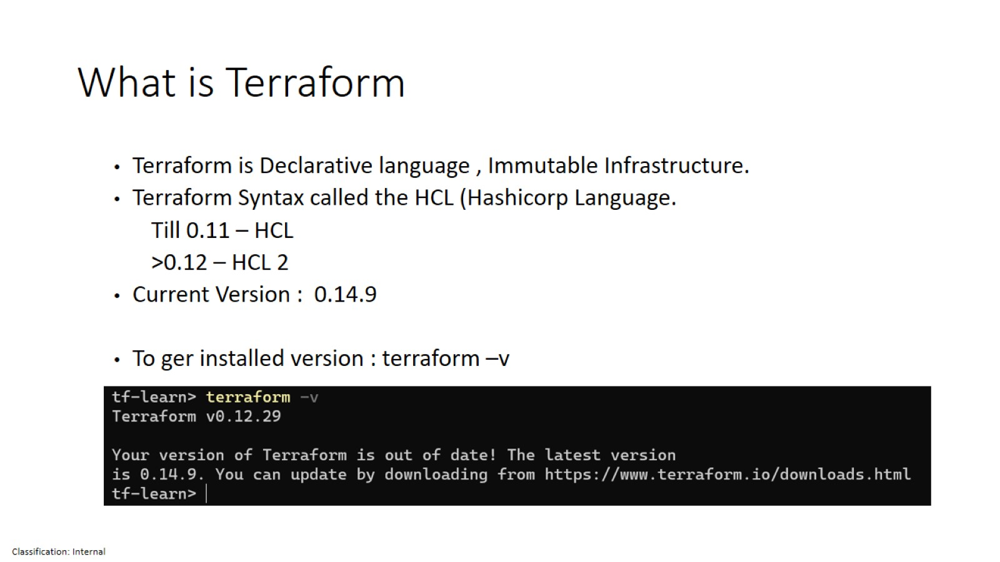 What is Terraform
• Terraform is Declarative language , Immutable Infrastructure.
• Terraform Syntax called the HCL (Hashicorp Language.
Till 0.11 – HCL
>0.12 – HCL 2
• Current Version :  0.14.9
• To ger installed version : terraform –v
tf-learn> terraform -v
Terraform v0.12.29
Your version of Terraform is out of date! The latest version
is 0.14.9. You can update by downloading from https://www.terraform.io/downloads.html
tf-learn>
Classification: Internal